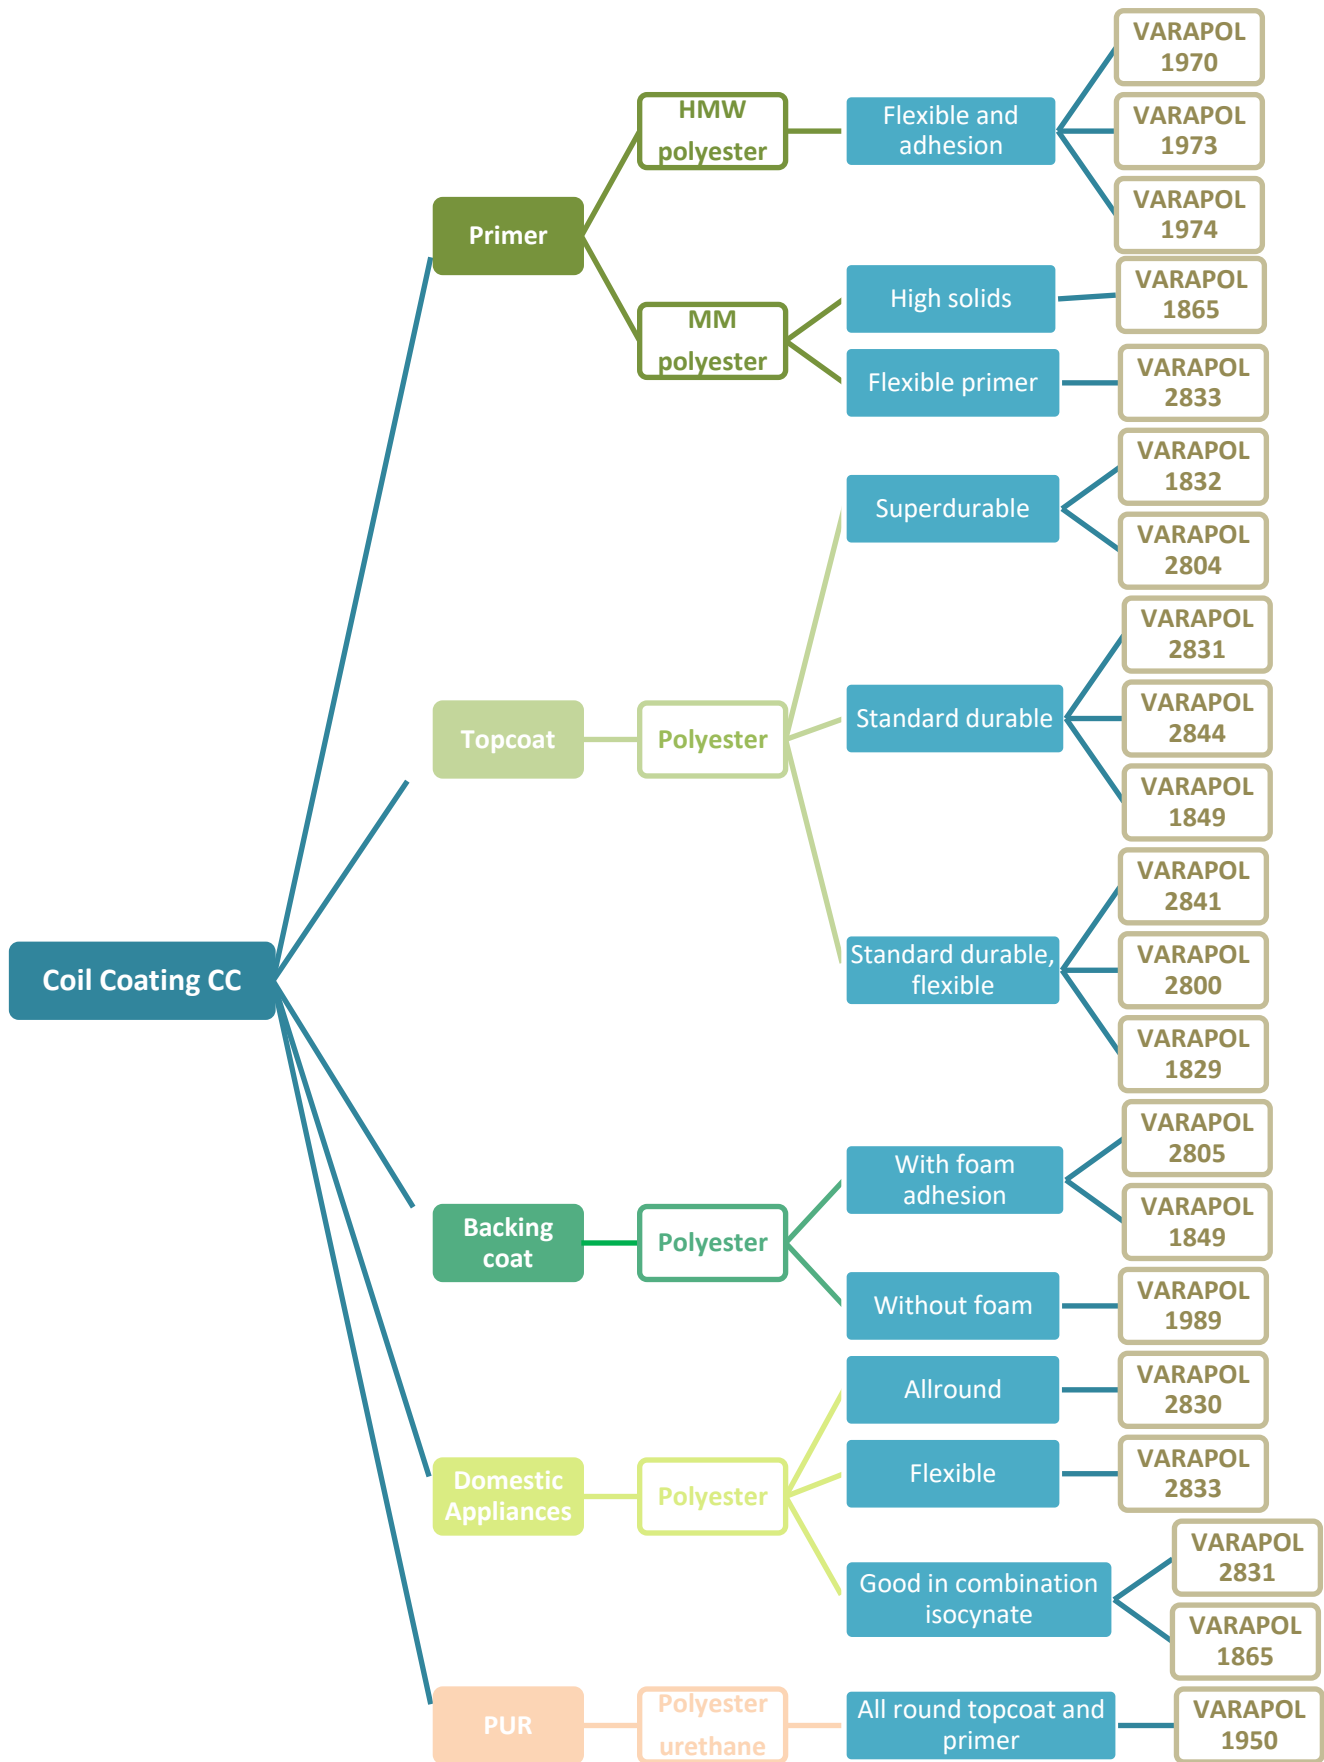 VARAPOL
1970
HMW
polyester
Flexible and
adhesion
VARAPOL
1973
VARAPOL
1974
Primer
MM
polyester
High solids
VARAPOL
1865
Flexible primer
VARAPOL
2833
Superdurable
VARAPOL
1832
VARAPOL
2804
Topcoat
Polyester
Standard durable
VARAPOL
2831
VARAPOL
2844
VARAPOL
1849
Coil Coating CC
Standard durable,
flexible
VARAPOL
2841
VARAPOL
2800
VARAPOL
1829
Backing
coat
Polyester
With foam
adhesion
VARAPOL
2805
VARAPOL
1849
Without foam
VARAPOL
1989
Domestic
Appliances
Polyester
Allround
VARAPOL
2830
Flexible
VARAPOL
2833
Good in combination
isocynate
VARAPOL
2831
VARAPOL
1865
PUR
Polyester
urethane
All round topcoat and
primer
VARAPOL
1950